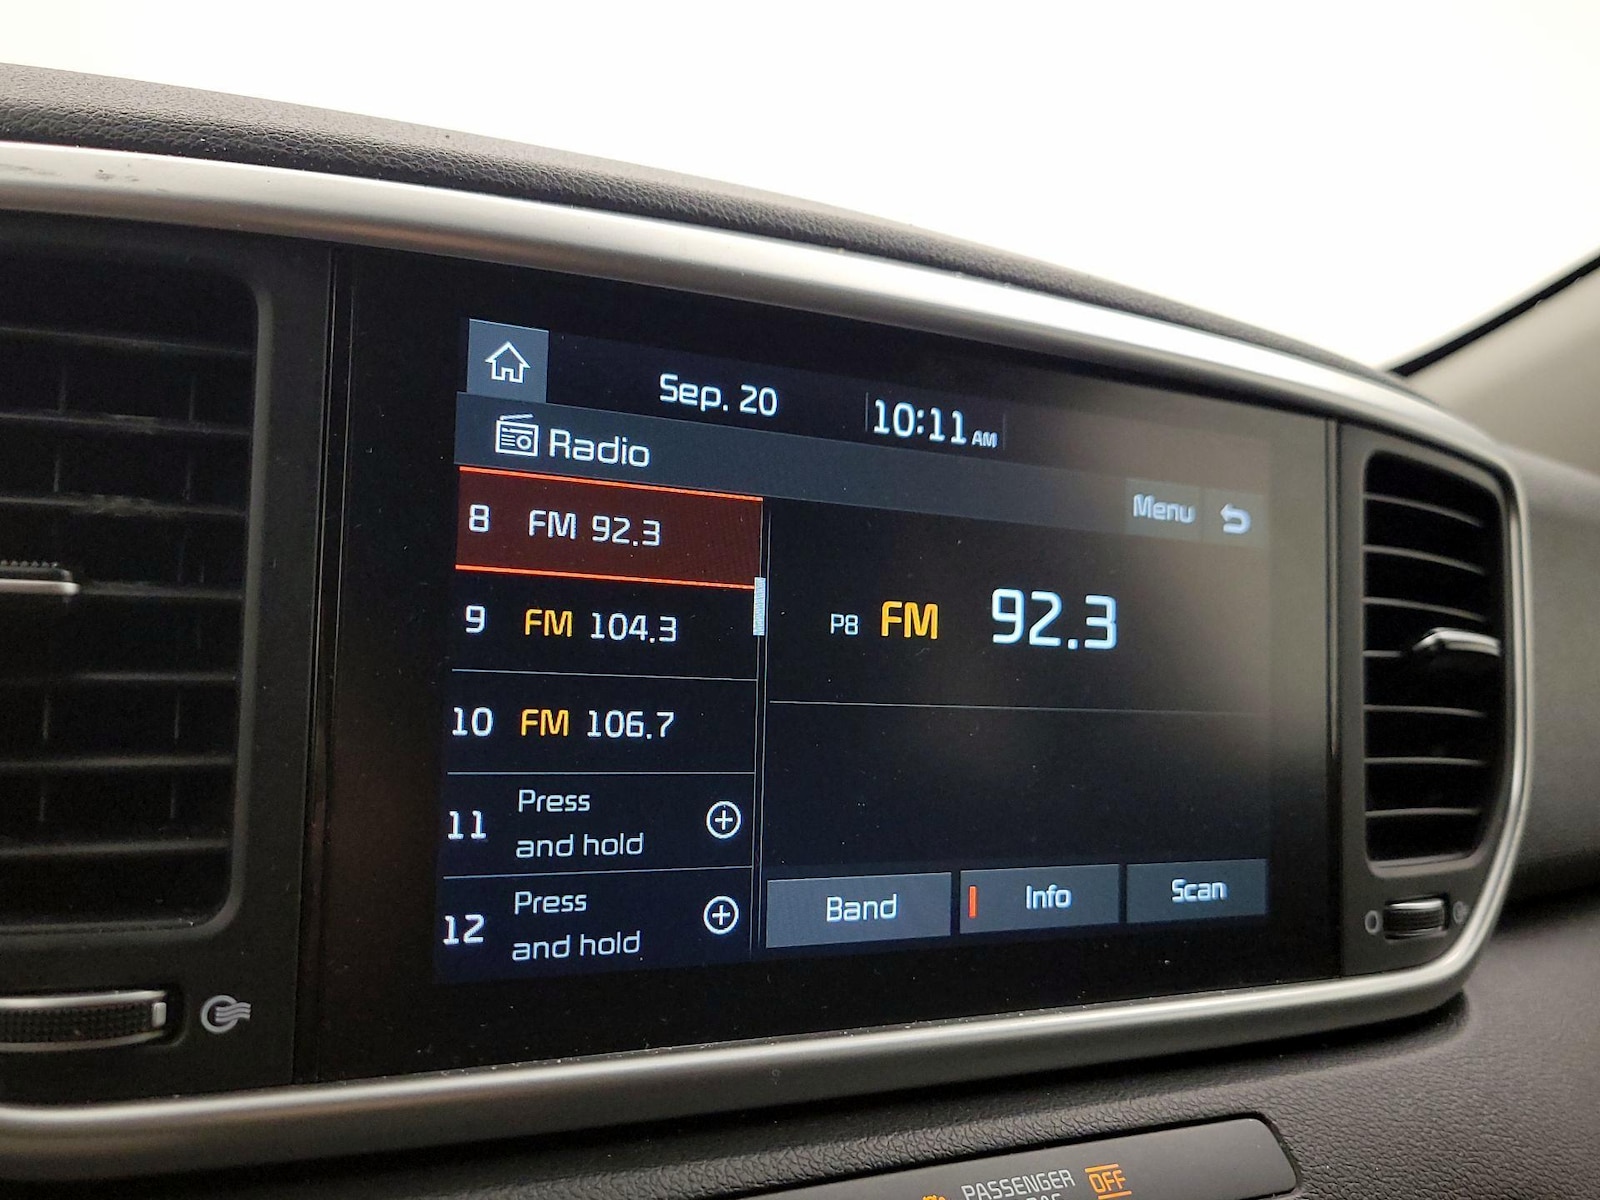 Sep. 20 10:11 AM
Radio
Menu
8 FM 92.3
9 FM 104.3
10 FM 106.7
11 Press
and hold
12 Press
and hold
P8 FM 92.3
Band Info Scan
PASSENGER OFF